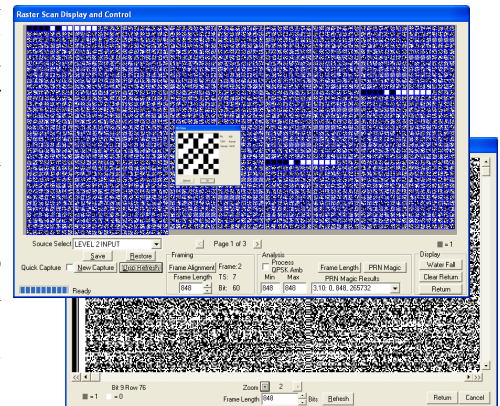 Raster Scan Display and Control
Source Select LEVEL 2 INPUT
< Page 1 of 3 >
= 1
Save Restore
Quick Capture New Capture Stop Refresh
Framing
Frame Alignment Frame: 2
Frame Length TS: 7
848 Bit: 60
Analysis
Process
QPSK Amb
Min Max
848 848
Frame Length PRN Magic
PRN Magic Results
3,10: 0, 848, 265732
Display
Water Fall
Clear Return
Return
Ready
Bit 9 Row 76
= 1 = 0
Zoom 2
Frame Length 848 Bits Refresh
Return Cancel